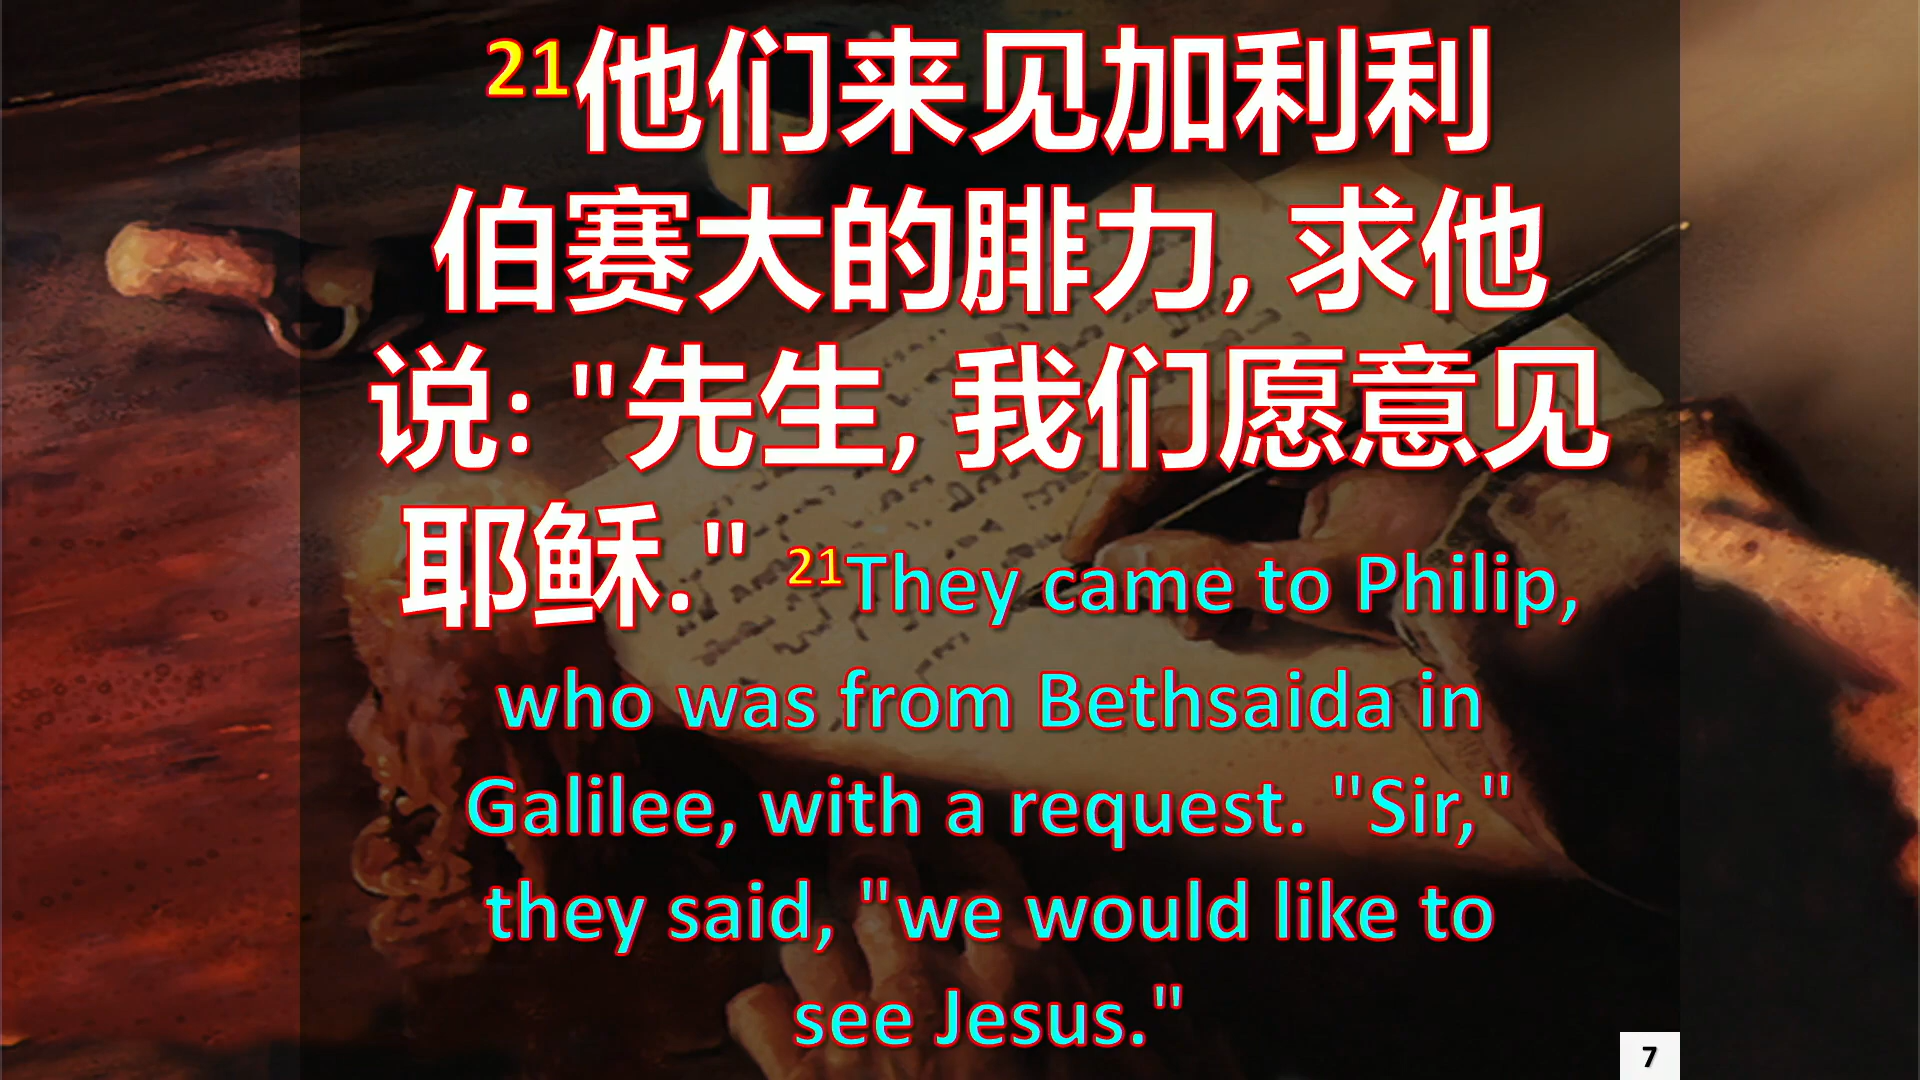 21他们来见加利利
伯赛大的腓力, 求他
说: "先生, 我们愿意见
耶稣." 21They came to Philip,
who was from Bethsaida in
Galilee, with a request. "Sir,"
they said, "we would like to
see Jesus."
7